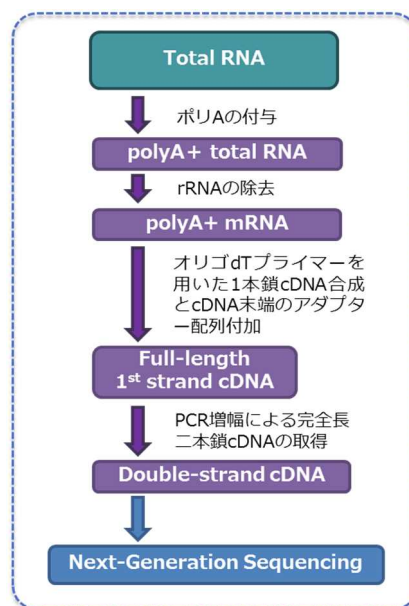 Total RNA
ポリAの付与
polyA+ total RNA
rRNAの除去
polyA+ mRNA
オリゴdTプライマーを
用いた1本鎖cDNA合成
とcDNA末端のアダプタ
ー配列付加
Full-length
1st strand cDNA
PCR増幅による完全長
二本鎖cDNAの取得
Double-strand cDNA
Next-Generation Sequencing